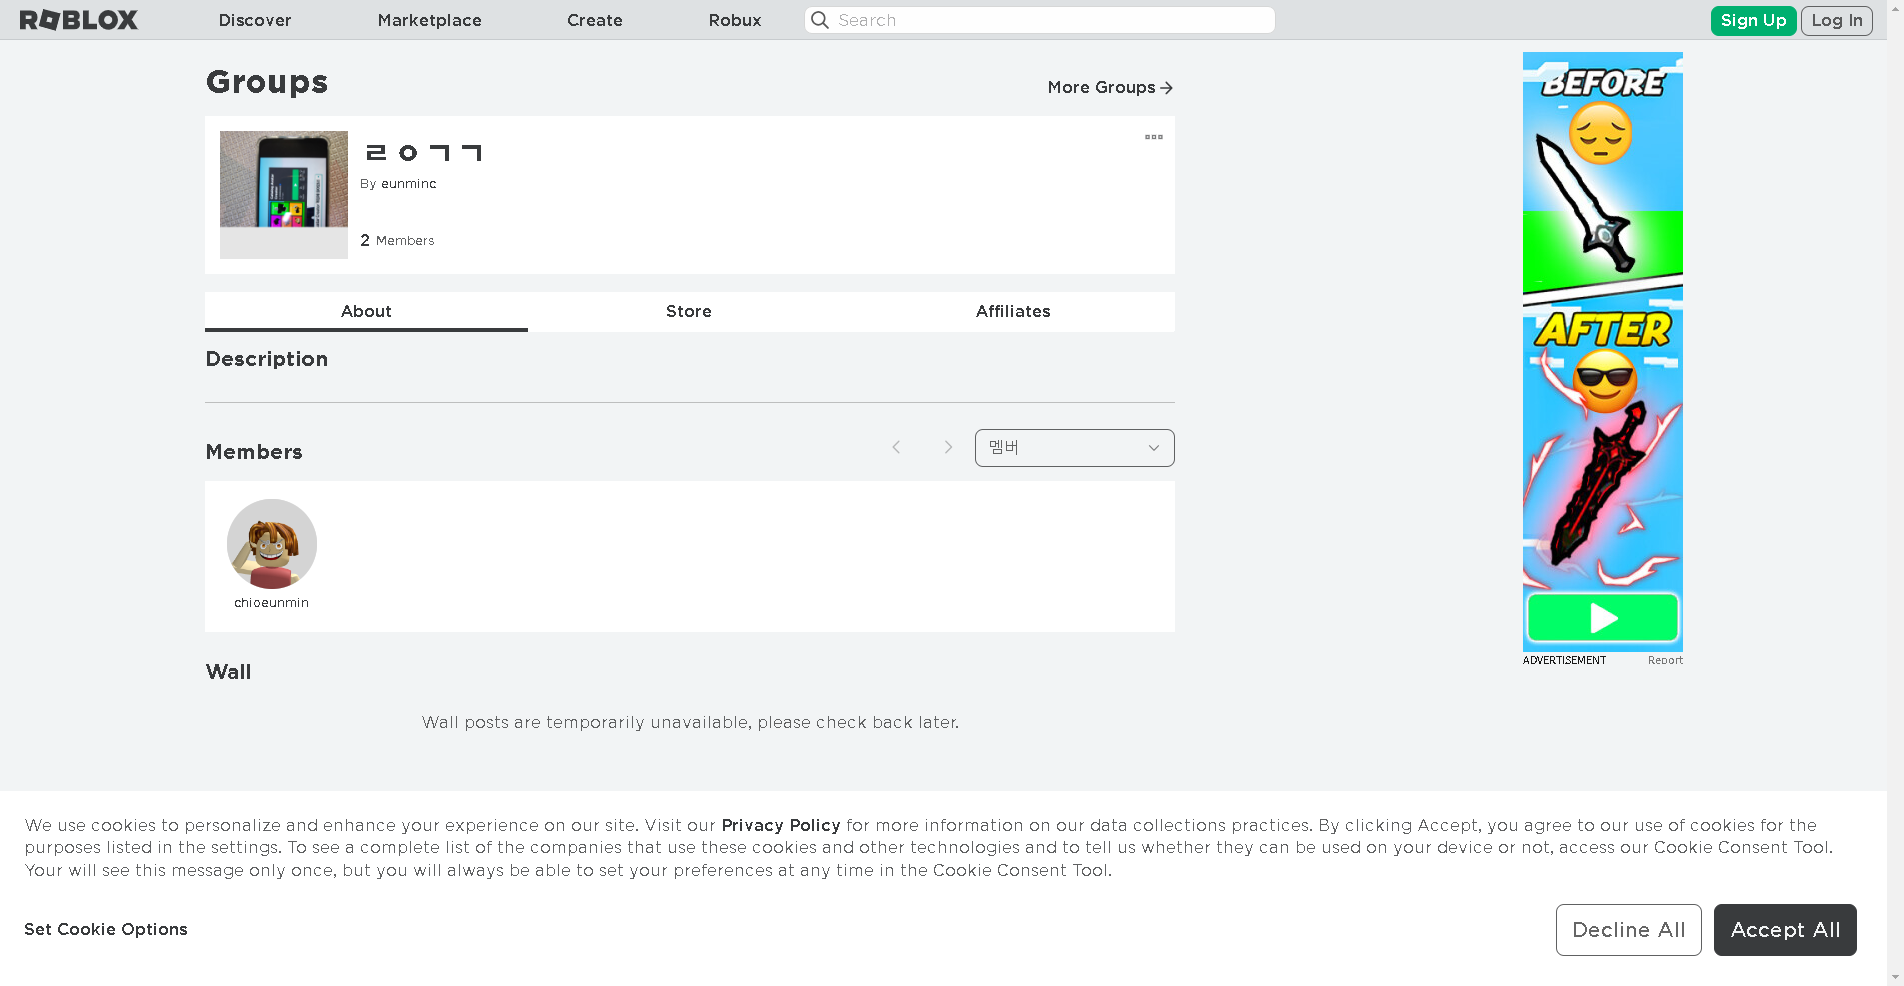 ROBLOX
Discover
Marketplace
Create
Robux
Search
Sign Up
Log In
Groups
More Groups
ㄹㅇㄱㄱ
By eunminc
2 Members
About
Store
Affiliates
Description
Members
멤버
chioeunmin
Wall
Wall posts are temporarily unavailable, please check back later.
BEFORE
AFTER
ADVERTISEMENT
Report
We use cookies to personalize and enhance your experience on our site. Visit our Privacy Policy for more information on our data collections practices. By clicking Accept, you agree to our use of cookies for the
purposes listed in the settings. To see a complete list of the companies that use these cookies and other technologies and to tell us whether they can be used on your device or not, access our Cookie Consent Tool.
Your will see this message only once, but you will always be able to set your preferences at any time in the Cookie Consent Tool.
Set Cookie Options
Decline All
Accept All